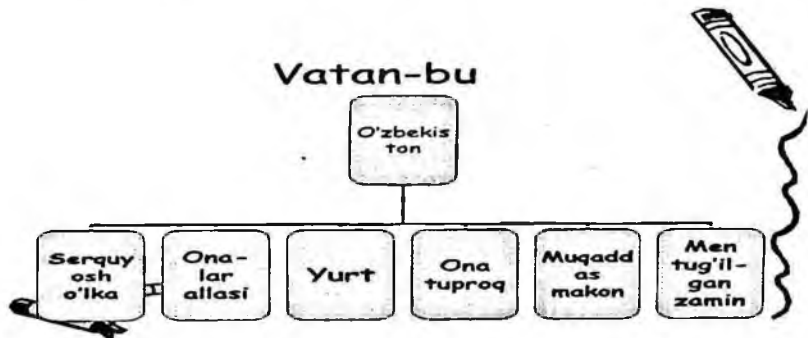 Vatan-bu
O'zbekis
ton
Serquy
osh
o'lka
Ona-
lar
allasi
Yurt
Ona
tuproq
Muqadd
as
makon
Men
tug'il-
gan
zamin